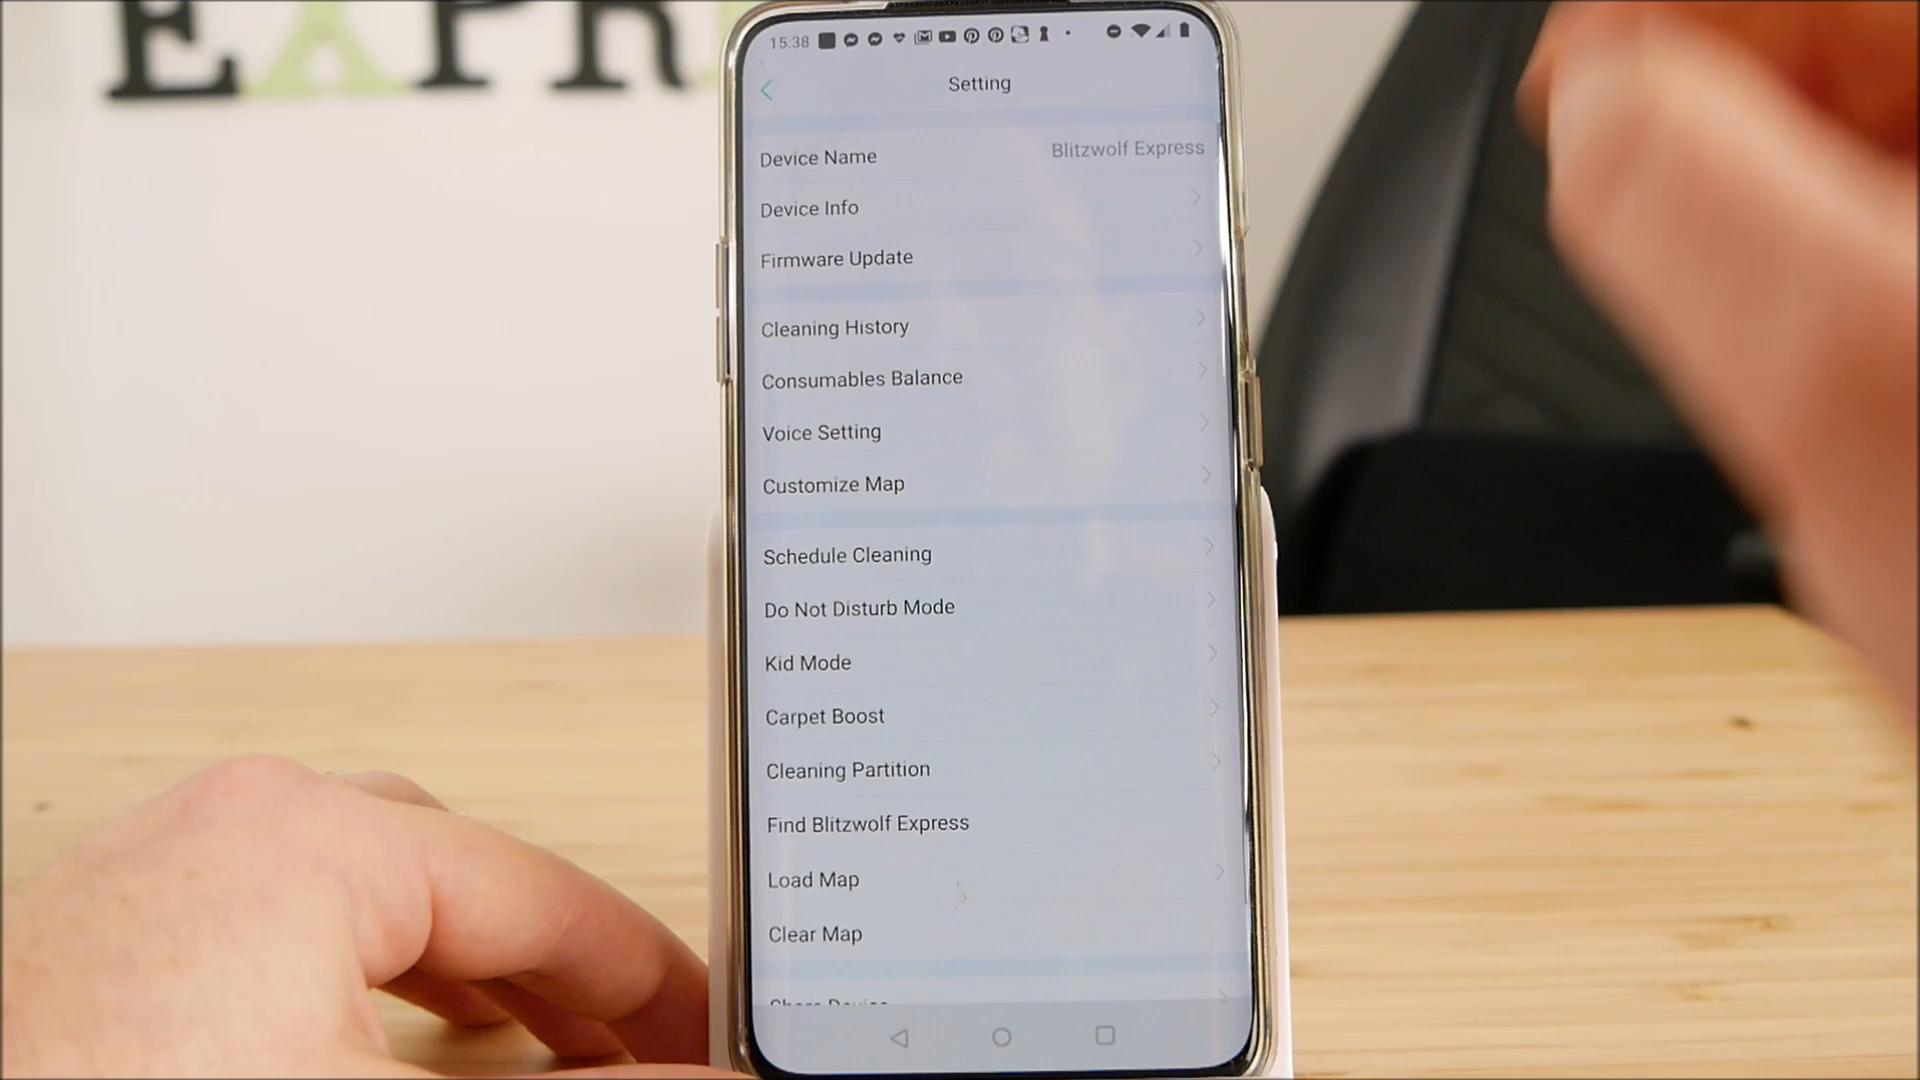 EXPR
15:38
Setting
Device Name Blitzwolf Express
Device Info
Firmware Update
Cleaning History
Consumables Balance
Voice Setting
Customize Map
Schedule Cleaning
Do Not Disturb Mode
Kid Mode
Carpet Boost
Cleaning Partition
Find Blitzwolf Express
Load Map
Clear Map
Share Device